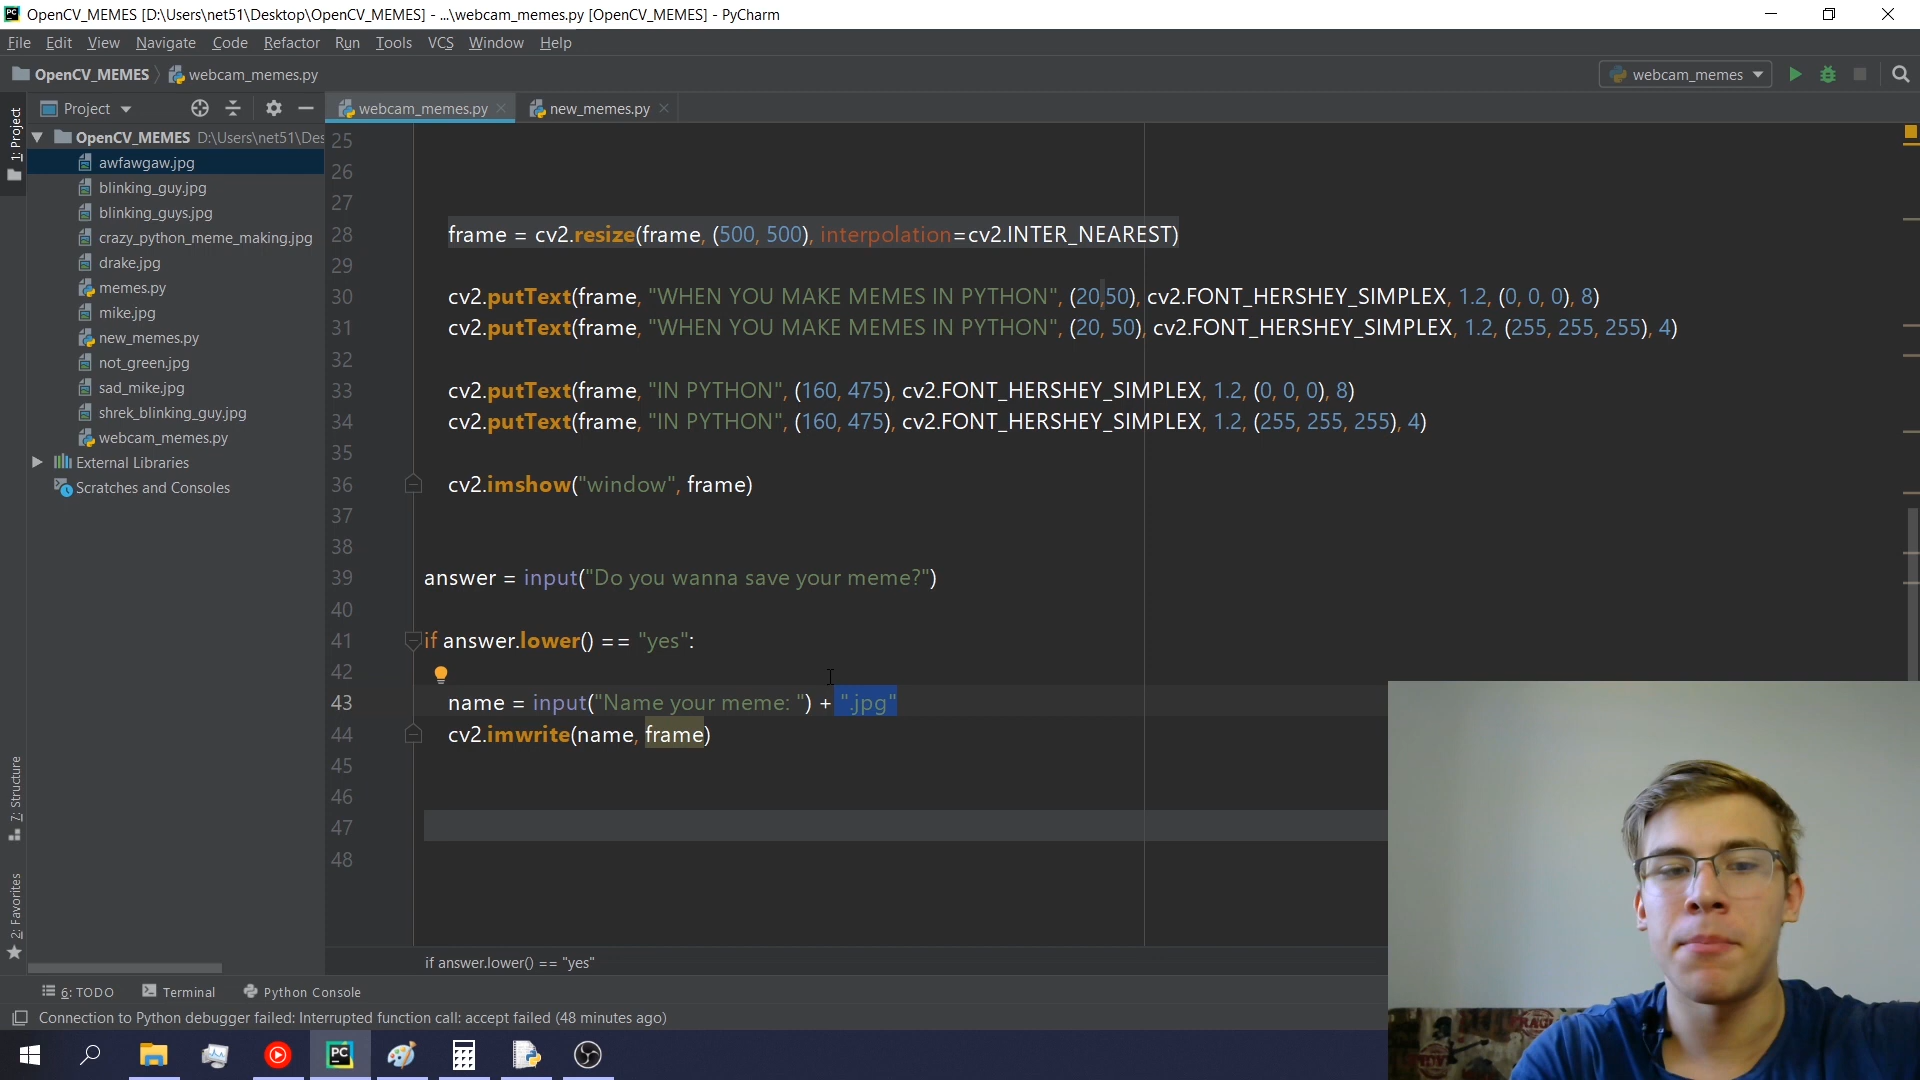 OpenCV_MEMES [D:\Users\net51\Desktop\OpenCV_MEMES] - ...\webcam_memes.py [OpenCV_MEMES] - PyCharm
File Edit View Navigate Code Refactor Run Tools VCS Window Help
OpenCV_MEMES webcam_memes.py webcam_memes
Project webcam_memes.py new_memes.py
1: Project
OpenCV_MEMES D:\Users\net51\Des
awfawgaw.jpg
blinking_guy.jpg
blinking_guys.jpg
crazy_python_meme_making.jpg
drake.jpg
memes.py
mike.jpg
new_memes.py
not_green.jpg
sad_mike.jpg
shrek_blinking_guy.jpg
webcam_memes.py
External Libraries
Scratches and Consoles
7: Structure
2: Favorites
25
26
27
28 frame = cv2.resize(frame, (500, 500), interpolation=cv2.INTER_NEAREST)
29
30 cv2.putText(frame, "WHEN YOU MAKE MEMES IN PYTHON", (20,50), cv2.FONT_HERSHEY_SIMPLEX, 1.2, (0, 0, 0), 8)
31 cv2.putText(frame, "WHEN YOU MAKE MEMES IN PYTHON", (20, 50), cv2.FONT_HERSHEY_SIMPLEX, 1.2, (255, 255, 255), 4)
32
33 cv2.putText(frame, "IN PYTHON", (160, 475), cv2.FONT_HERSHEY_SIMPLEX, 1.2, (0, 0, 0), 8)
34 cv2.putText(frame, "IN PYTHON", (160, 475), cv2.FONT_HERSHEY_SIMPLEX, 1.2, (255, 255, 255), 4)
35
36 cv2.imshow("window", frame)
37
38
39 answer = input("Do you wanna save your meme?")
40
41 if answer.lower() == "yes":
42
43 name = input("Name your meme: ") + ".jpg"
44 cv2.imwrite(name, frame)
45
46
47
48
if answer.lower() == "yes"
6: TODO Terminal Python Console
Connection to Python debugger failed: Interrupted function call: accept failed (48 minutes ago)
PC